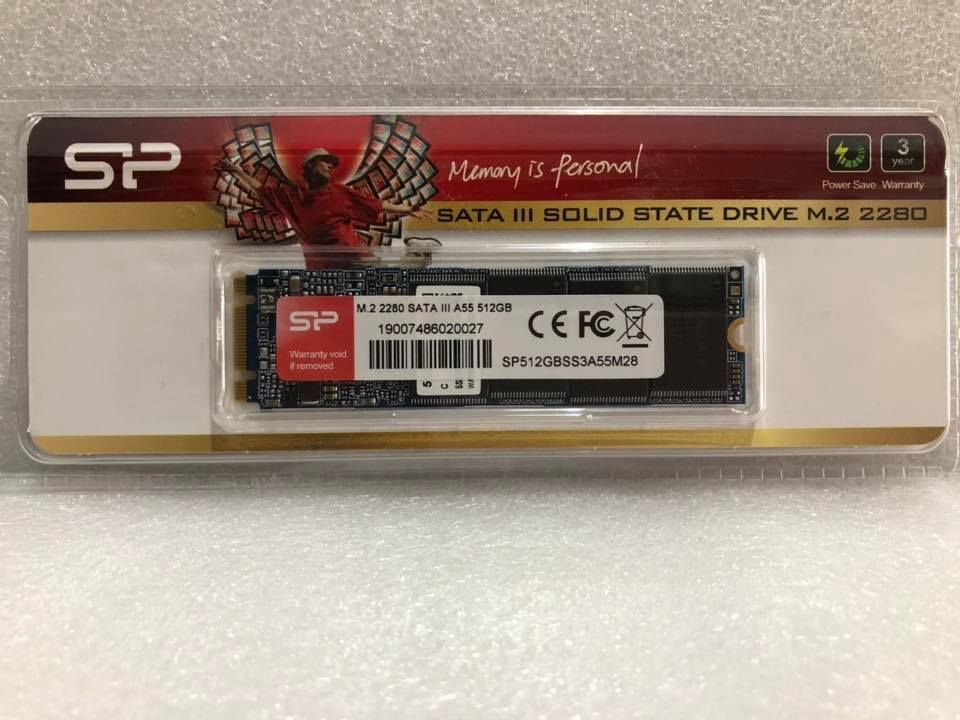 SP
Memory is Personal
3
year
Power Save Warranty
SATA III SOLID STATE DRIVE M.2 2280
SP
M.2 2280 SATA III A55 512GB
19007486020027
CE FC
Warranty void
if removed
SP512GBSS3A55M28